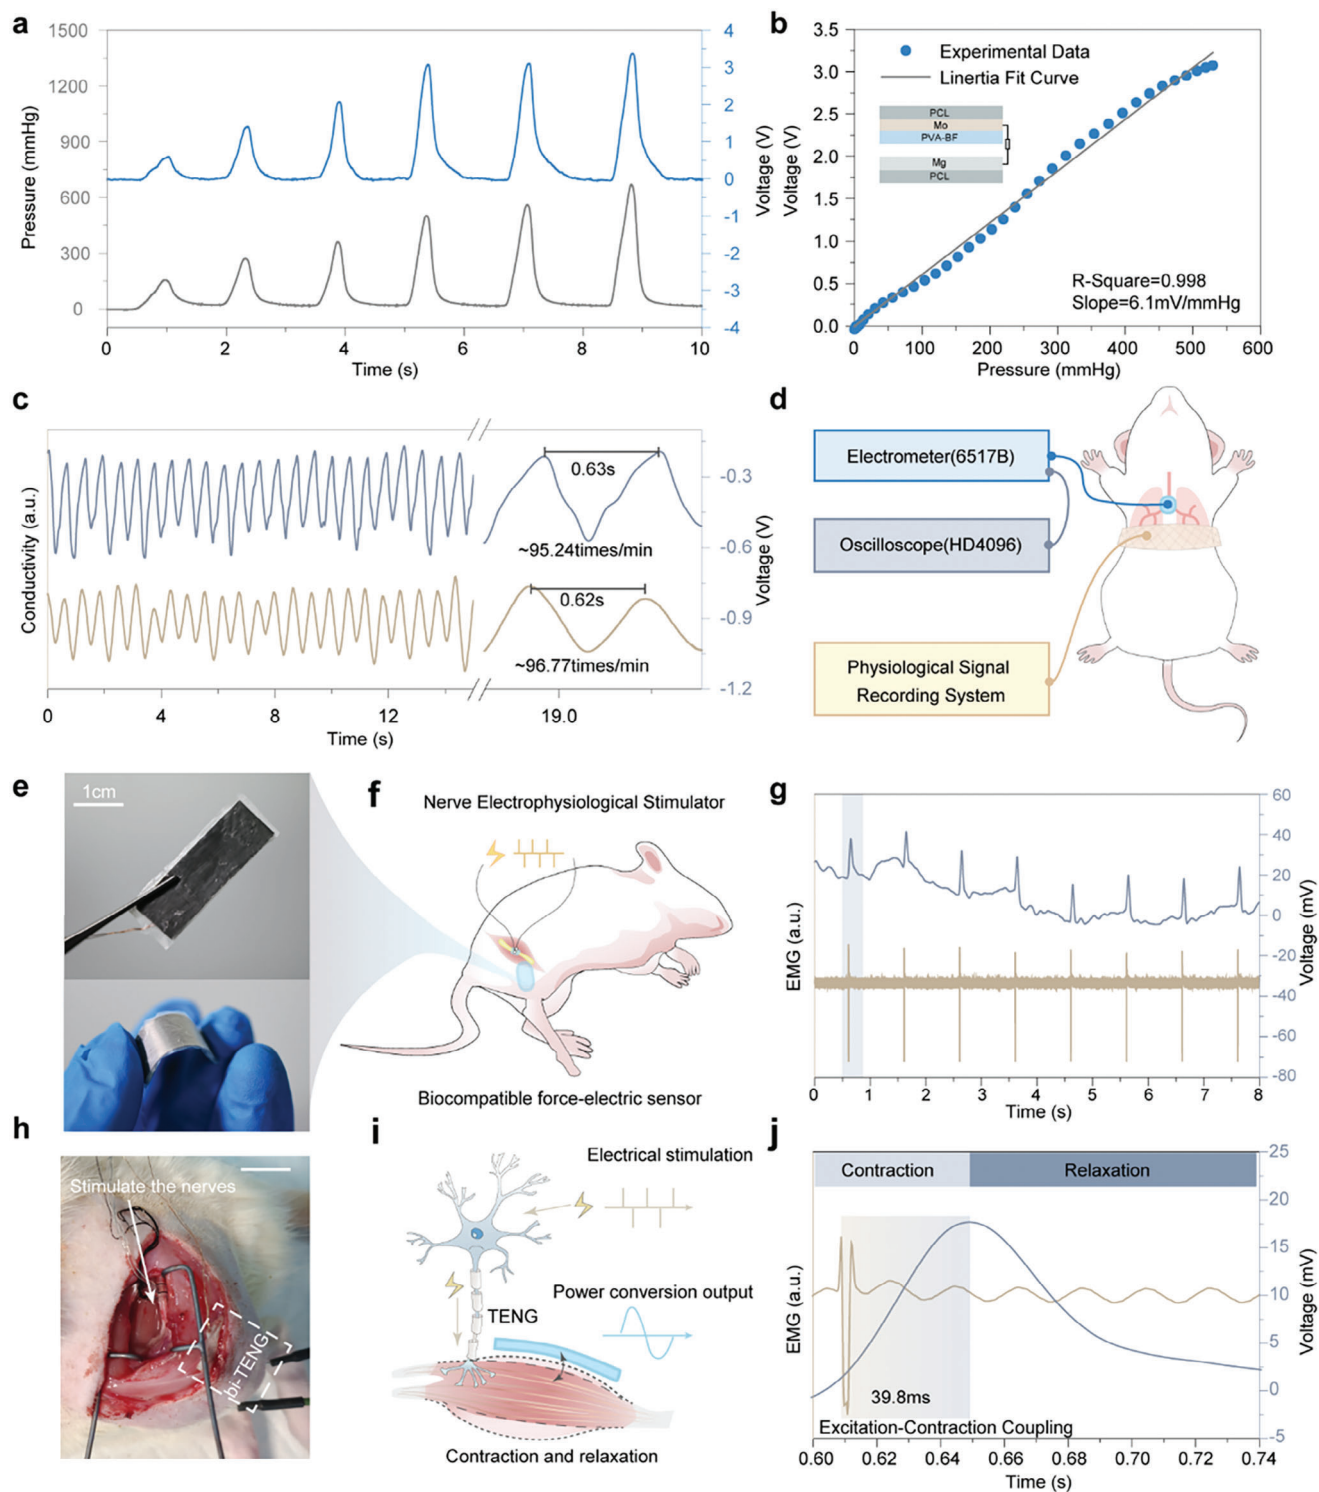 a
1500
1200
900
600
300
0
Pressure (mmHg)
4
3
2
1
0
-1
-2
-3
-4
Voltage (V)
0
2
4
6
8
10
Time (s)
b
3.5
3.0
2.5
2.0
1.5
1.0
0.5
0.0
Voltage (V)
Experimental Data
Linertia Fit Curve
PCL
Mo
PVA-BF
Mg
PCL
R-Square=0.998
Slope=6.1mV/mmHg
0
100
200
300
400
500
600
Pressure (mmHg)
c
Conductivity (a.u.)
0.63s
~95.24times/min
0.62s
~96.77times/min
-0.3
-0.6
-0.9
-1.2
Voltage (V)
0
4
8
12
19.0
Time (s)
d
Electrometer(6517B)
Oscilloscope(HD4096)
Physiological Signal
Recording System
e
1cm
f
Nerve Electrophysiological Stimulator
Biocompatible force-electric sensor
g
EMG (a.u.)
60
40
20
0
-20
-40
-60
-80
Voltage (mV)
0
1
2
3
4
5
6
7
8
Time (s)
h
Stimulate the nerves
bi-TENG
i
Electrical stimulation
Power conversion output
TENG
Contraction and relaxation
j
Contraction
Relaxation
EMG (a.u.)
39.8ms
Excitation-Contraction Coupling
25
20
15
10
5
0
-5
Voltage (mV)
0.60
0.62
0.64
0.66
0.68
0.70
0.72
0.74
Time (s)